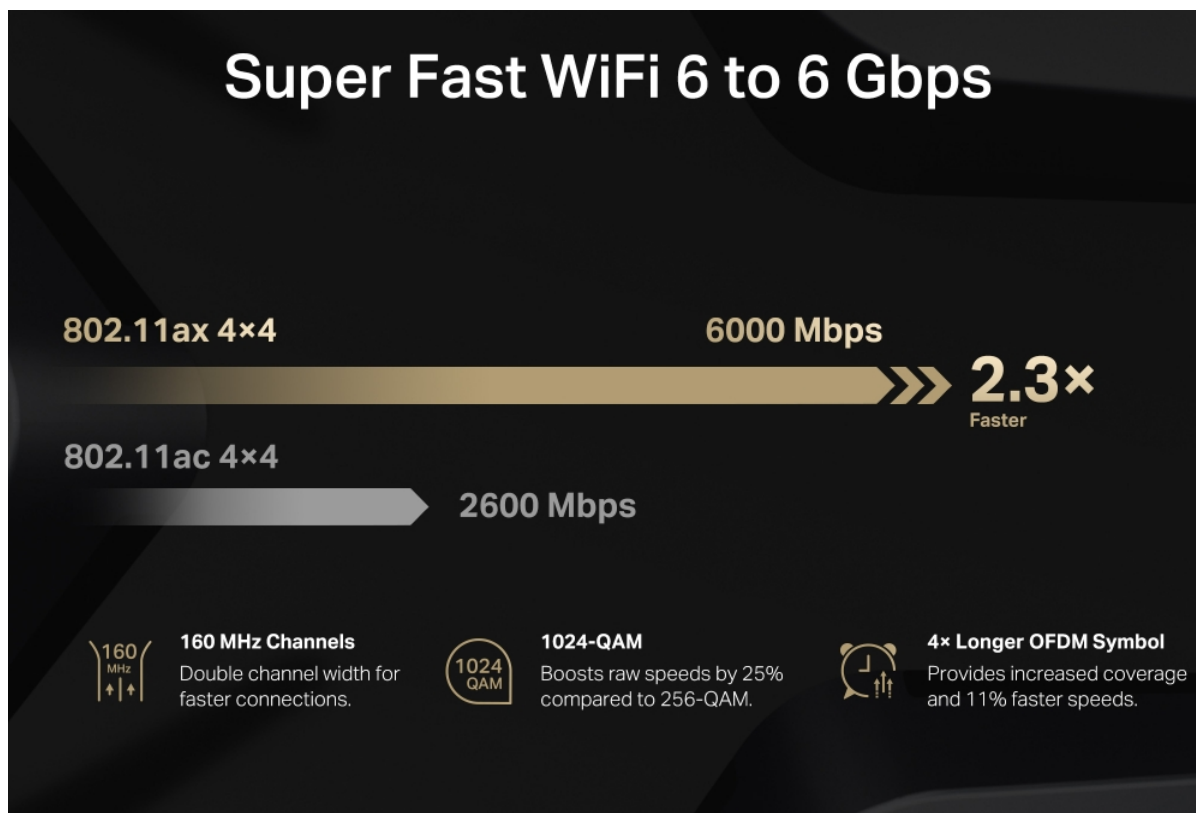 Super Fast WiFi 6 to 6 Gbps
802.11ax 4×4
6000 Mbps
2.3×
Faster
802.11ac 4×4
2600 Mbps
160
MHz
160 MHz Channels
Double channel width for
faster connections.
1024
QAM
1024-QAM
Boosts raw speeds by 25%
compared to 256-QAM.
4× Longer OFDM Symbol
Provides increased coverage
and 11% faster speeds.